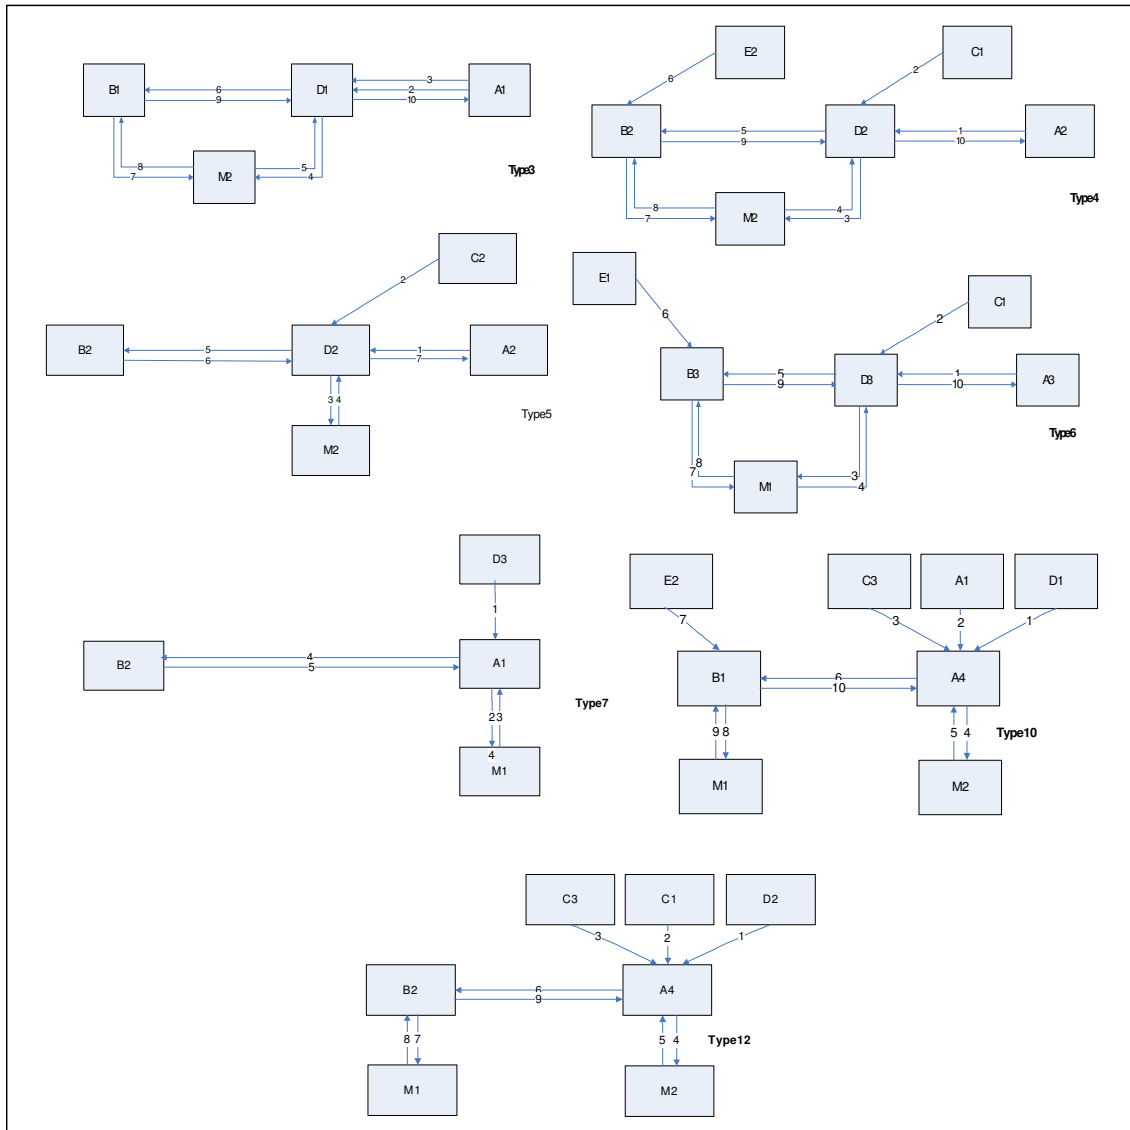 B1
D1
A1
M2
6
9
3
2
10
8
7
5
4
Type3
E2
C1
B2
D2
A2
M2
6
2
5
9
1
10
8
7
4
3
Type4
C2
B2
D2
A2
M2
2
5
6
1
7
3 4
Type5
E1
C1
B3
D3
A3
M1
6
2
5
9
1
10
8
7
3
4
Type6
D3
B2
A1
M1
1
4
5
2 3
4
Type7
E2
C3
A1
D1
B1
A4
M1
M2
7
3
2
1
6
10
9 8
5 4
Type10
C3
C1
D2
B2
A4
M1
M2
3
2
1
6
9
8 7
5 4
Type12